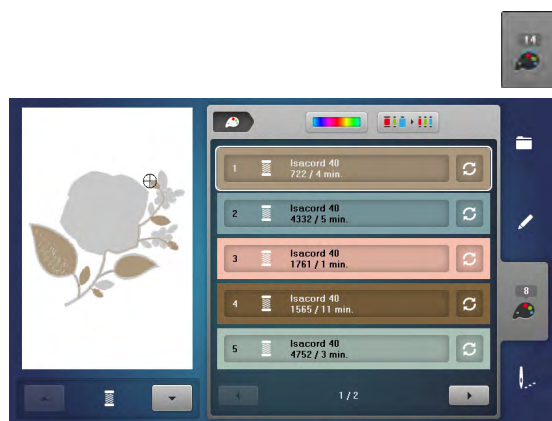 14
1 Isacord 40
722 / 4 min.
2 Isacord 40
4332 / 5 min.
3 Isacord 40
1761 / 1 min.
8
4 Isacord 40
1565 / 11 min.
5 Isacord 40
4752 / 3 min.
1 / 2